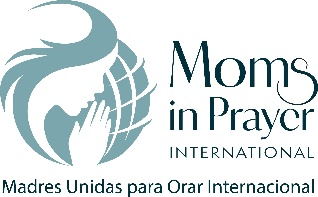 Moms
in Prayer
INTERNATIONAL
Madres Unidas para Orar Internacional